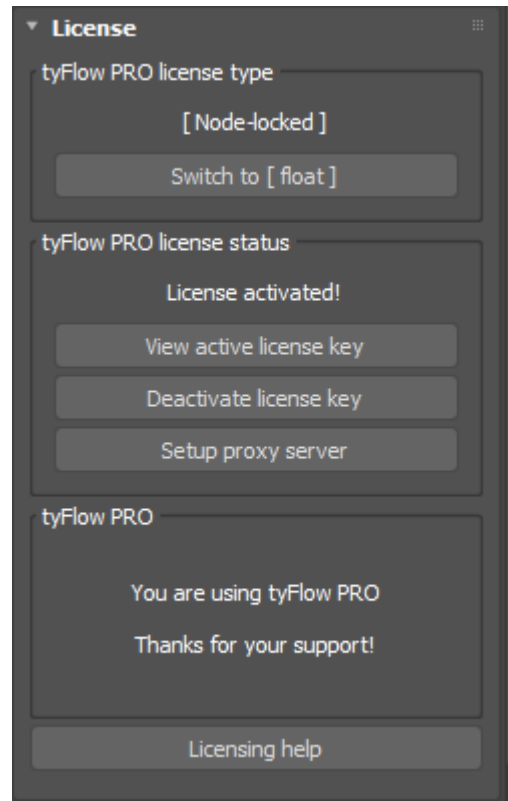 License
tyFlow PRO license type
[ Node-locked ]
Switch to [ float ]
tyFlow PRO license status
License activated!
View active license key
Deactivate license key
Setup proxy server
tyFlow PRO
You are using tyFlow PRO
Thanks for your support!
Licensing help